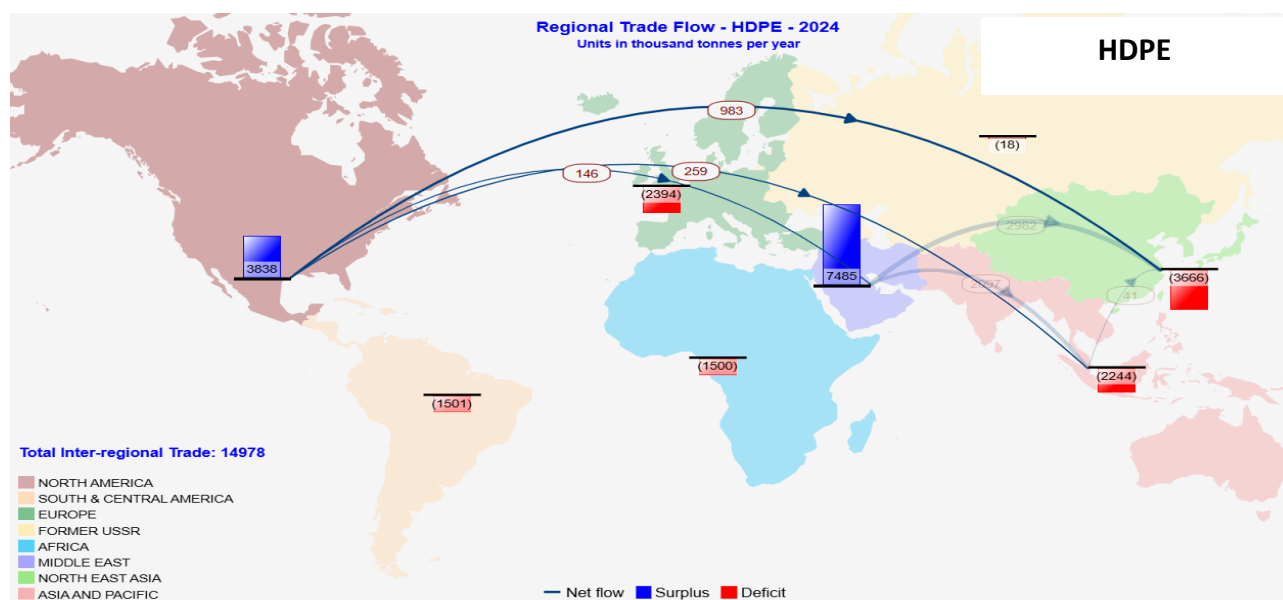 Regional Trade Flow - HDPE - 2024
Units in thousand tonnes per year
HDPE
983
(18)
146
259
(2394)
2982
3838
7485
(3666)
41
(1500)
(2244)
(1501)
Total Inter-regional Trade: 14978
NORTH AMERICA
SOUTH & CENTRAL AMERICA
EUROPE
FORMER USSR
AFRICA
MIDDLE EAST
NORTH EAST ASIA
ASIA AND PACIFIC
Net flow
Surplus
Deficit